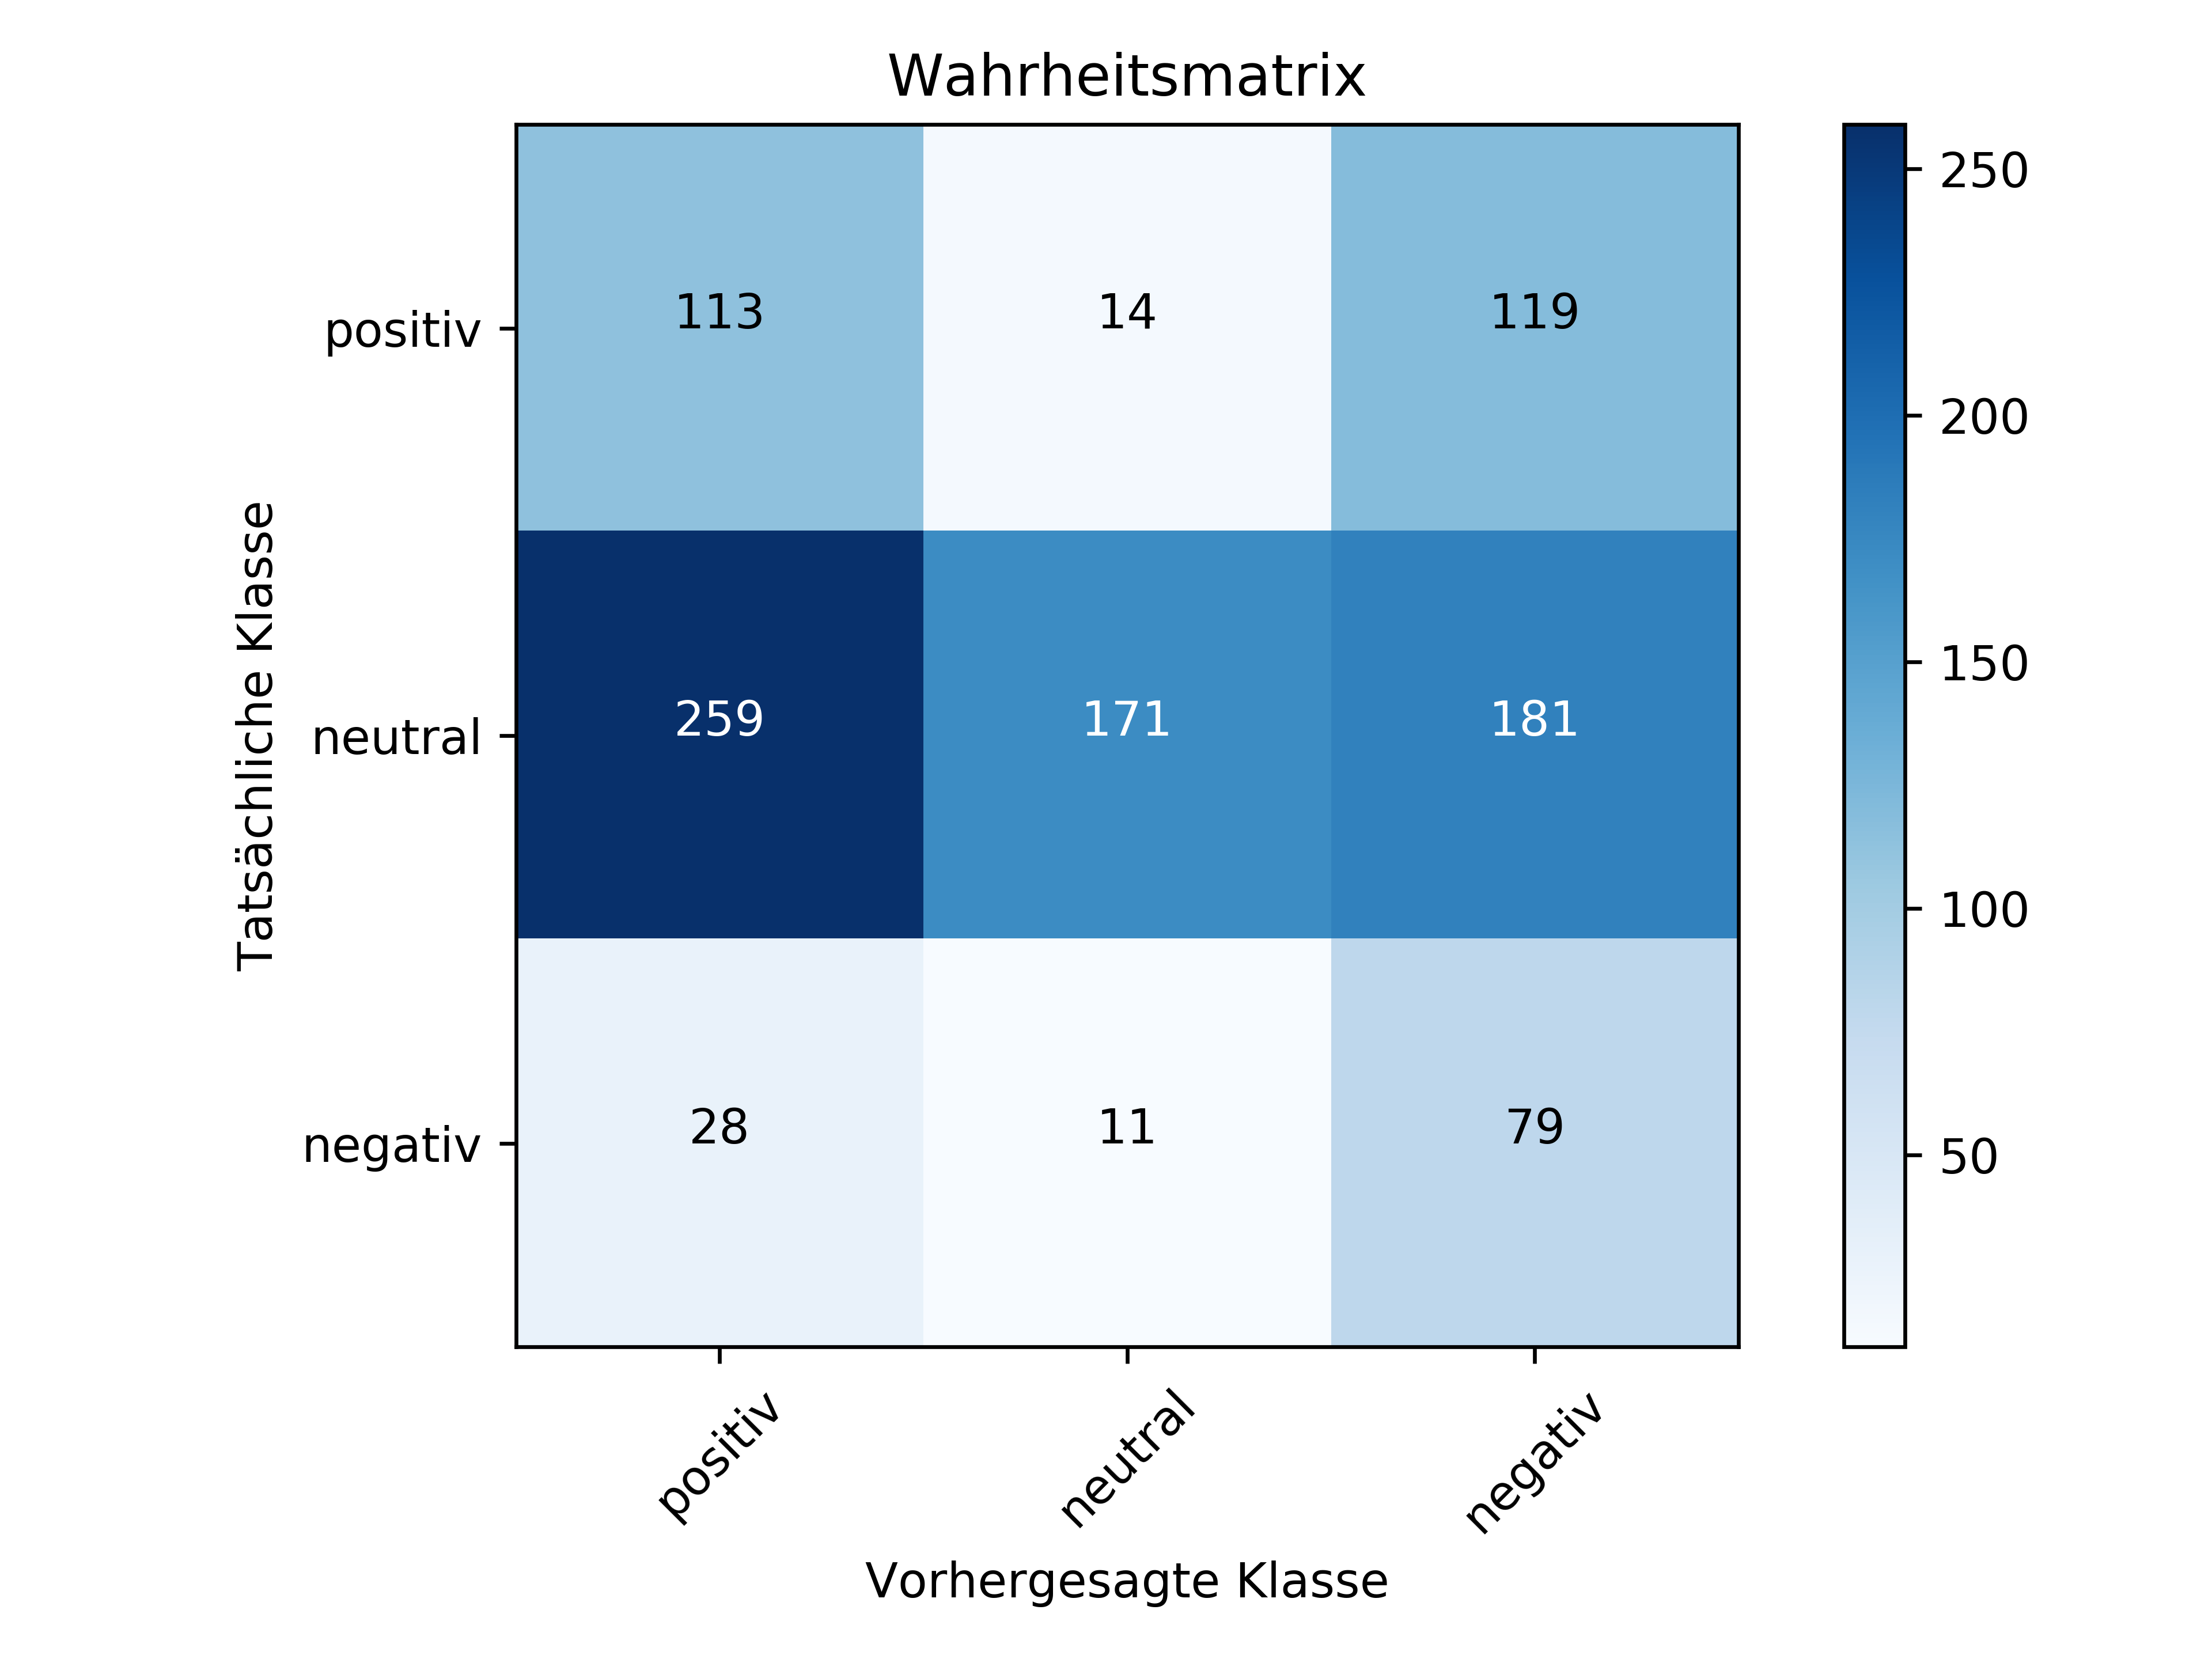 Wahrheitsmatrix
Tatsächliche Klasse
positiv
113 14 119
neutral
259 171 181
negativ
28 11 79
positiv neutral negativ
Vorhergesagte Klasse
250
200
150
100
50